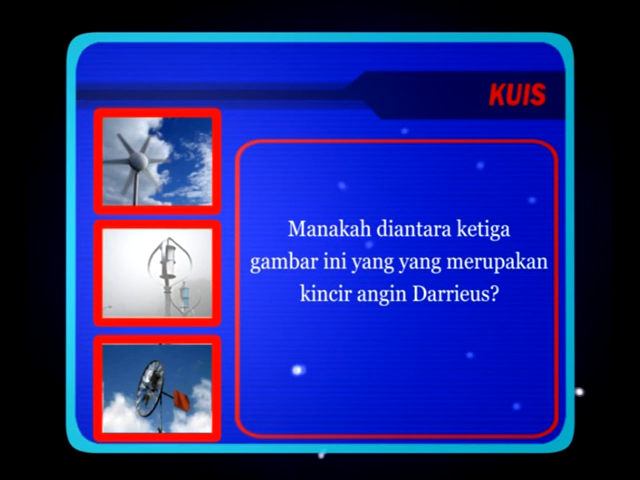 KUIS
Manakah diantara ketiga
gambar ini yang yang merupakan
kincir angin Darrieus?